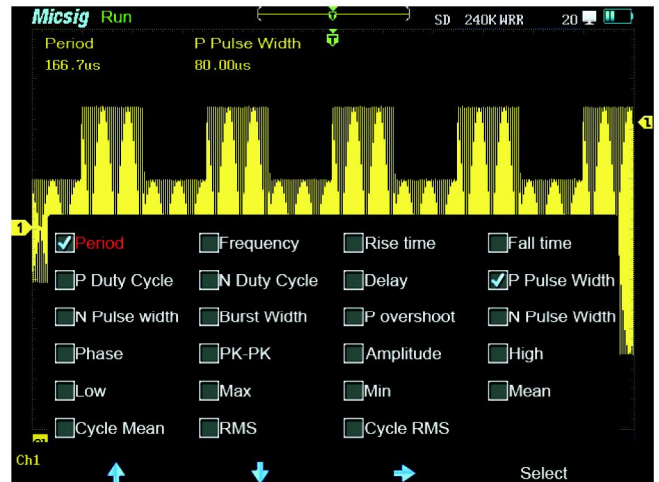 Micsig Run SD 240K WRR 20
T
Period P Pulse Width
166.7us 80.00us
1
1
Period Frequency Rise time Fall time
P Duty Cycle N Duty Cycle Delay P Pulse Width
N Pulse width Burst Width P overshoot N Pulse Width
Phase PK-PK Amplitude High
Low Max Min Mean
Cycle Mean RMS Cycle RMS
Ch1
Select